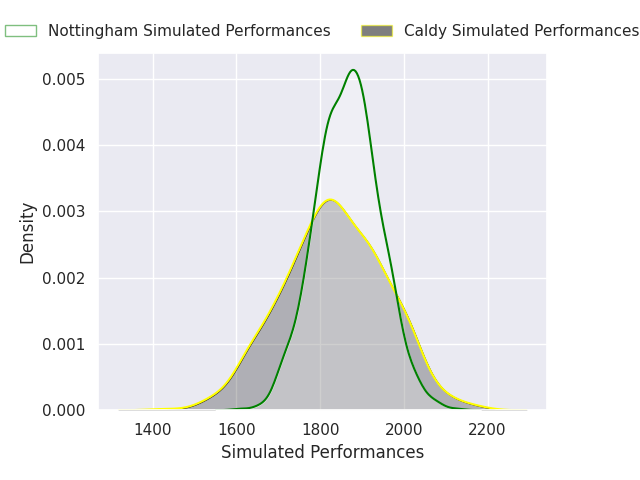 Nottingham Simulated Performances
Caldy Simulated Performances
0.005
0.004
0.003
0.002
0.001
0.000
Density
1400 1600 1800 2000 2200
Simulated Performances